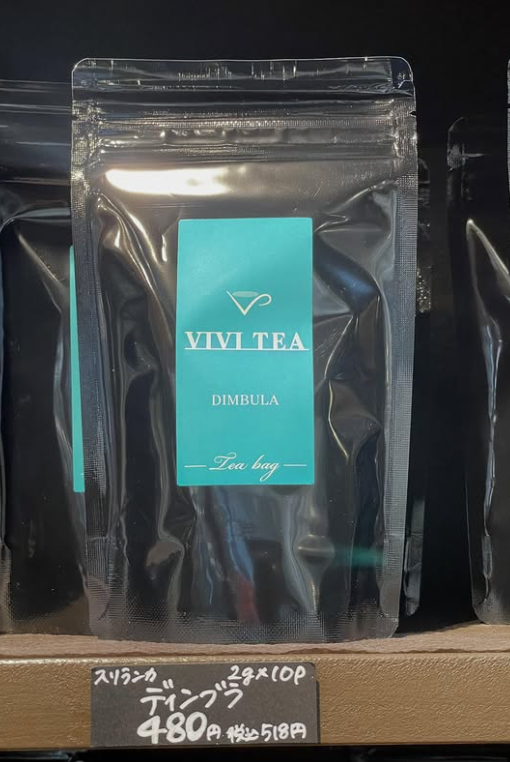 VIVI TEA
DIMBULA
Tea bag
スリランカ 2g×10P
ディンブラ
480円 税込518円